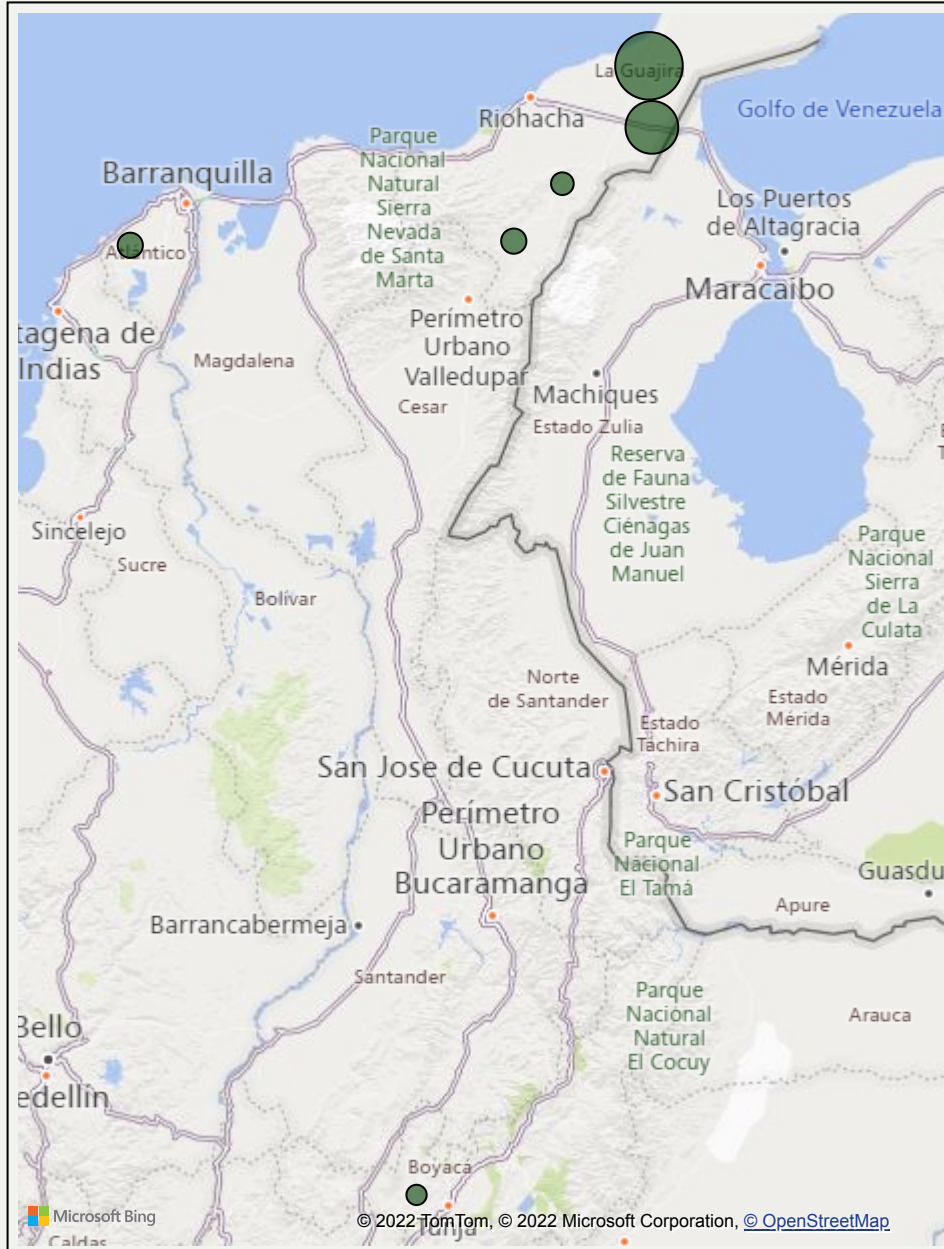 La Guajira
Riohacha
Golfo de Venezuela
Parque
Nacional
Natural
Sierra
Nevada
de Santa
Marta
Barranquilla
Los Puertos
de Altagracia
Atlántico
Maracaibo
tagena de
Indias
Perímetro
Urbano
Valledupar
Magdalena
Machiques
Cesar
Estado Zulia
Reserva
de Fauna
Silvestre
Ciénagas
de Juan
Manuel
Sincelejo
Parque
Nacional
Sierra
de La
Culata
Sucre
Bolívar
Mérida
Norte
de Santander
Estado
Mérida
Estado
Táchira
San Jose de Cucuta
San Cristóbal
Perímetro
Urbano
Bucaramanga
Parque
Nacional
El Tamá
Guasdu
Apure
Barrancabermeja
Santander
Parque
Nacional
Natural
El Cocuy
Arauca
Bello
edellín
Boyacá
Tunja
Microsoft Bing
© 2022 TomTom, © 2022 Microsoft Corporation, © OpenStreetMap
Caldas